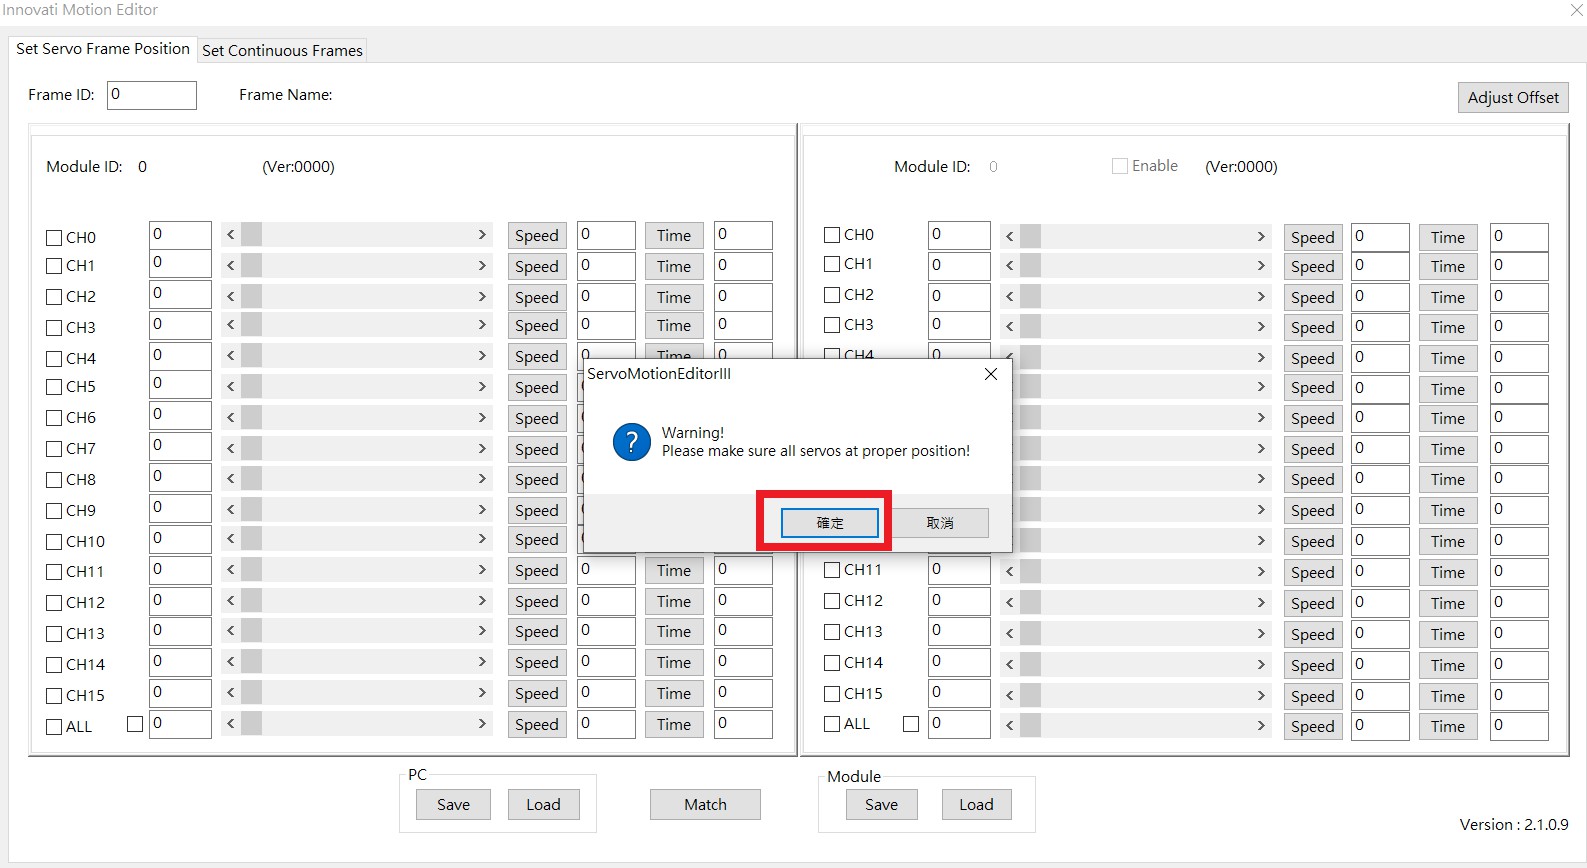 Innovati Motion Editor
Set Servo Frame Position Set Continuous Frames
Frame ID: 0 Frame Name: Adjust Offset
Module ID: 0 (Ver:0000) Module ID: 0 Enable (Ver:0000)
CH0 0 < > Speed 0 Time 0 CH0 0 < > Speed 0 Time 0
CH1 0 < > Speed 0 Time 0 CH1 0 < > Speed 0 Time 0
CH2 0 < > Speed 0 Time 0 CH2 0 < > Speed 0 Time 0
CH3 0 < > Speed 0 Time 0 CH3 0 < > Speed 0 Time 0
CH4 0 < > Speed 0 Time 0 CH4 0 < > Speed 0 Time 0
CH5 0 < > Speed > Speed 0 Time 0
CH6 0 < > Speed > Speed 0 Time 0
CH7 0 < > Speed > Speed 0 Time 0
CH8 0 < > Speed > Speed 0 Time 0
CH9 0 < > Speed > Speed 0 Time 0
CH10 0 < > Speed > Speed 0 Time 0
ServoMotionEditorIII
?
Warning!
Please make sure all servos at proper position!
確定 取消
CH11 0 < > Speed 0 Time 0 CH11 0 < > Speed 0 Time 0
CH12 0 < > Speed 0 Time 0 CH12 0 < > Speed 0 Time 0
CH13 0 < > Speed 0 Time 0 CH13 0 < > Speed 0 Time 0
CH14 0 < > Speed 0 Time 0 CH14 0 < > Speed 0 Time 0
CH15 0 < > Speed 0 Time 0 CH15 0 < > Speed 0 Time 0
ALL 0 < > Speed 0 Time 0 ALL 0 < > Speed 0 Time 0
PC Module
Save Load Match Save Load
Version : 2.1.0.9